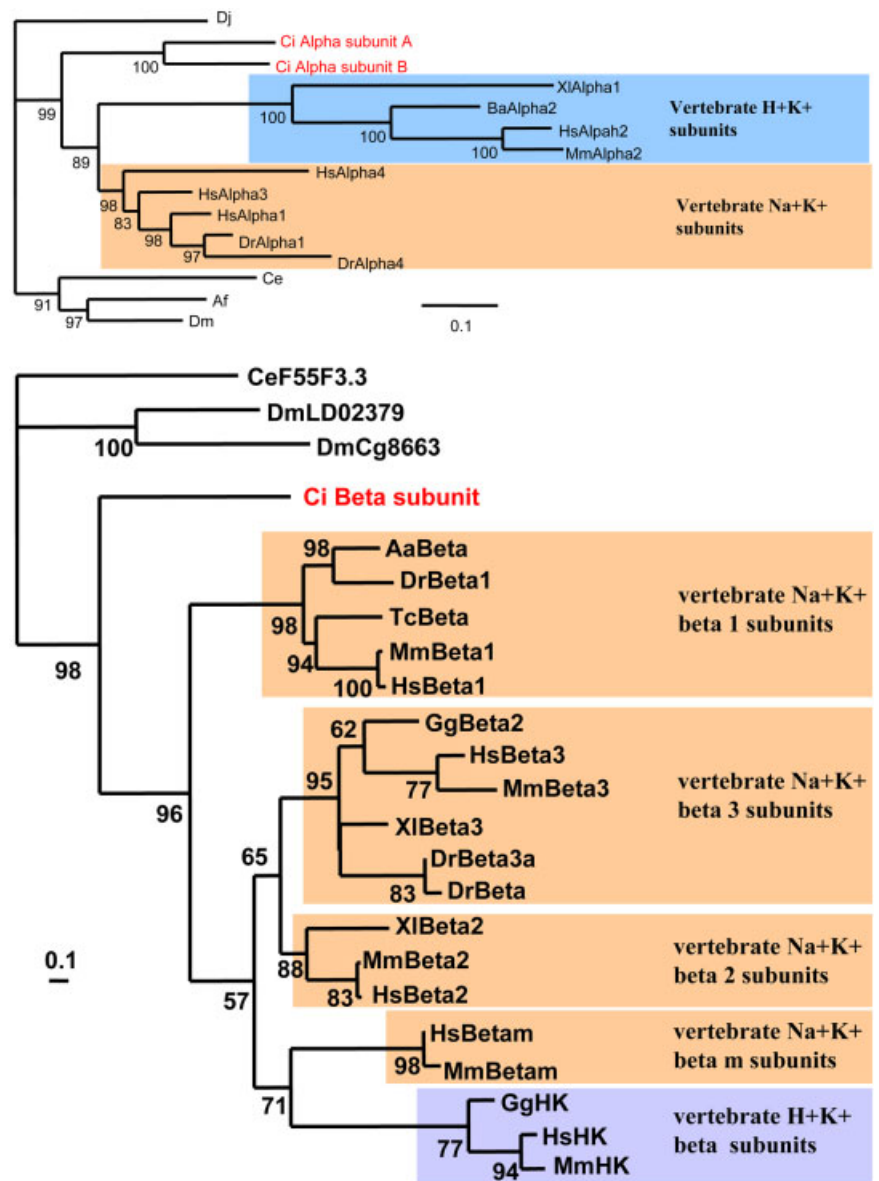 Dj
Ci Alpha subunit A
100
Ci Alpha subunit B
99
XlAlpha1
100
BaAlpha2
Vertebrate H+K+
subunits
100
HsAlpah2
100
MmAlpha2
89
HsAlpha4
98
HsAlpha3
83
HsAlpha1
Vertebrate Na+K+
subunits
98
DrAlpha1
97
DrAlpha4
Ce
91
Af
97
Dm
0.1
CeF55F3.3
DmLD02379
100
DmCg8663
Ci Beta subunit
98
98
AaBeta
DrBeta1
98
TcBeta
vertebrate Na+K+
beta 1 subunits
94
MmBeta1
100
HsBeta1
96
62
GgBeta2
95
HsBeta3
77
MmBeta3
vertebrate Na+K+
beta 3 subunits
XlBeta3
65
DrBeta3a
83
DrBeta
XlBeta2
88
MmBeta2
83
HsBeta2
vertebrate Na+K+
beta 2 subunits
0.1
57
HsBetam
98
MmBetam
vertebrate Na+K+
beta m subunits
71
GgHK
77
HsHK
94
MmHK
vertebrate H+K+
beta subunits